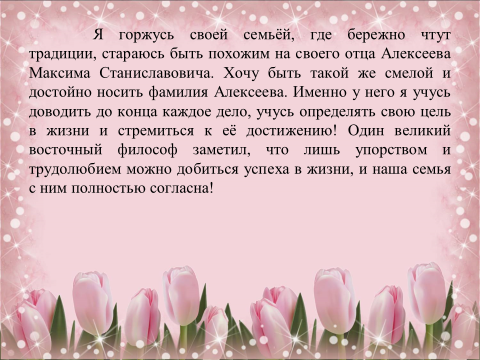 Я горжусь своей семьёй, где бережно чтут
традиции, стараюсь быть похожим на своего отца Алексеева
Максима Станиславовича. Хочу быть такой же смелой и
достойно носить фамилия Алексеева. Именно у него я учусь
доводить до конца каждое дело, учусь определять свою цель
в жизни и стремиться к её достижению! Один великий
восточный философ заметил, что лишь упорством и
трудолюбием можно добиться успеха в жизни, и наша семья
с ним полностью согласна!